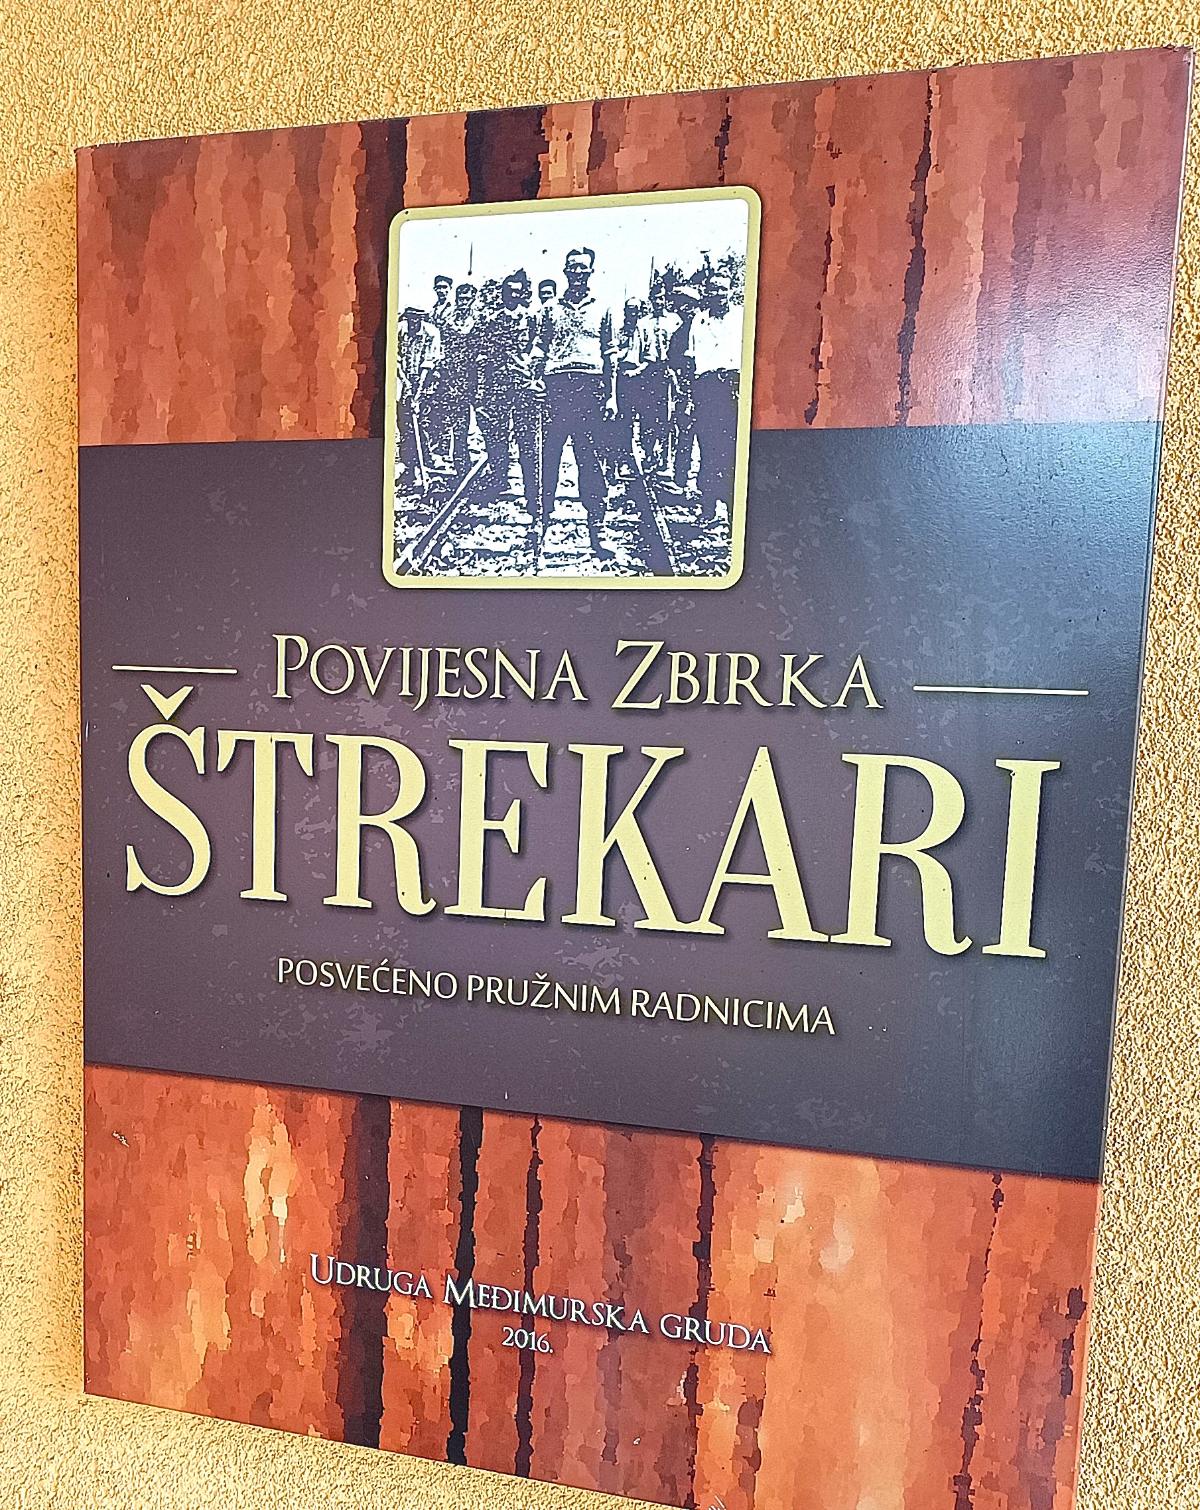 POVIJESNA ZBIRKA
ŠTREKARI
POSVEĆENO PRUŽNIM RADNICIMA
UDRUGA MEĐIMURSKA GRUDA
2016.